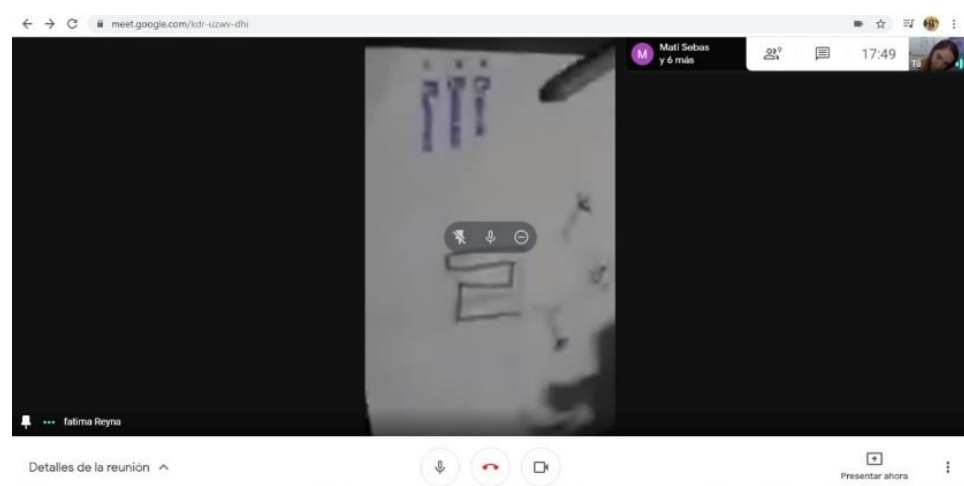 meet.google.com/kdr-uzwv-dhi
Mati Sebas
y 6 más
M
9
17:49
Tú
fatima Reyna
Detalles de la reunión
Presentar ahora